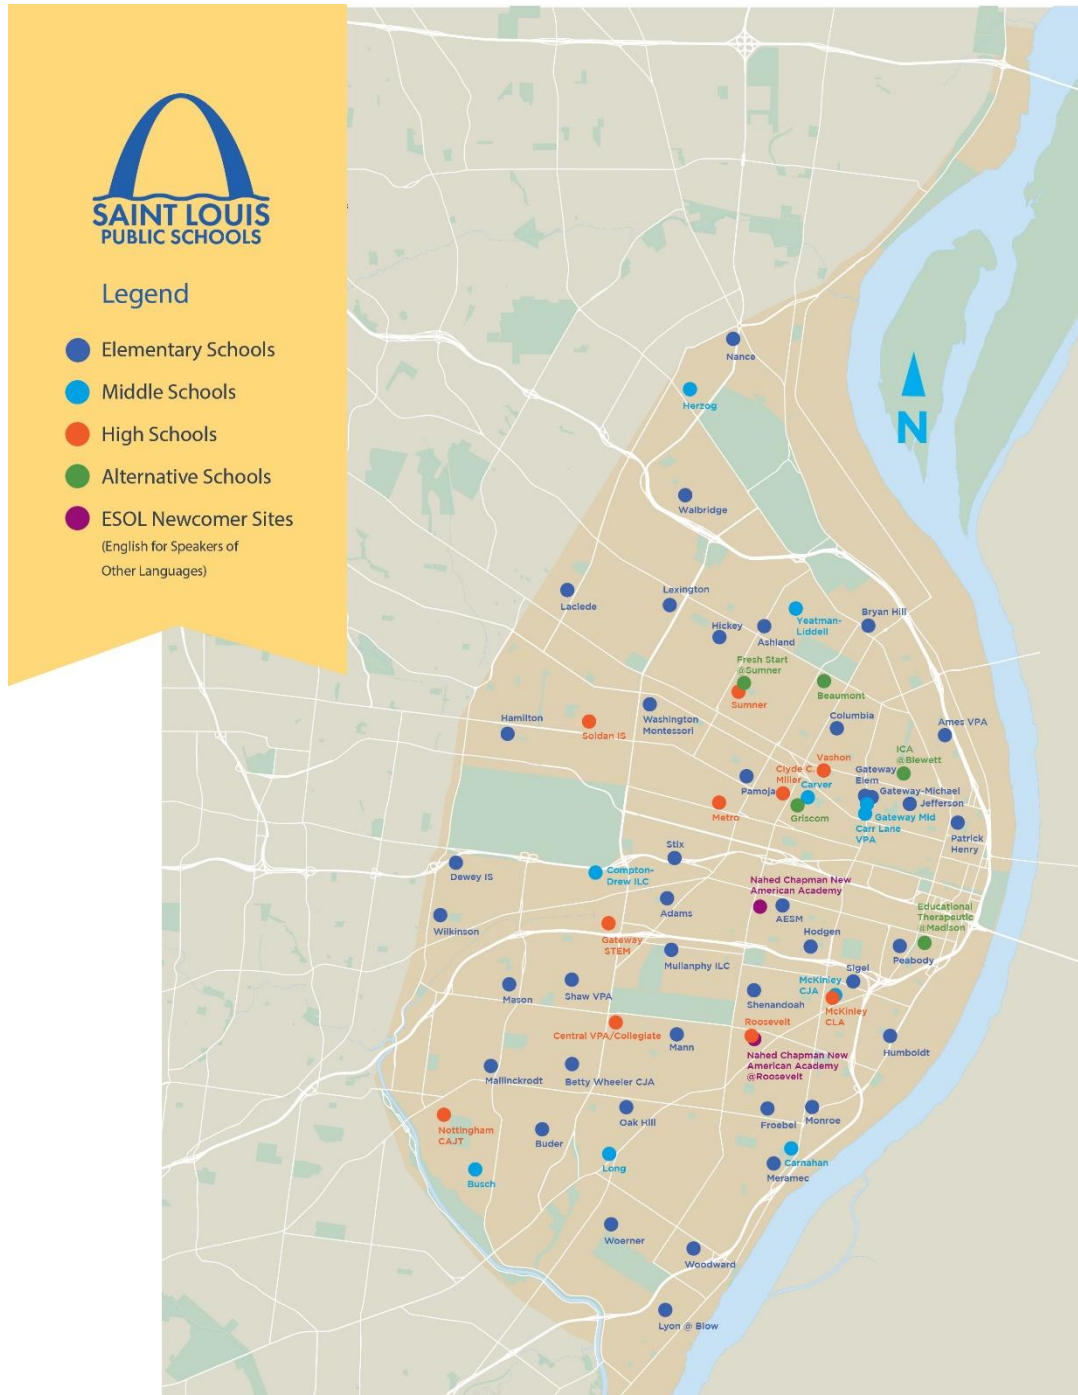 SAINT LOUIS
PUBLIC SCHOOLS
Legend
Elementary Schools
Middle Schools
High Schools
Alternative Schools
ESOL Newcomer Sites
(English for Speakers of
Other Languages)
N
Nance
Herzog
Walbridge
Laclede
Lexington
Hickey
Ashland
Yeatman-
Liddell
Bryan Hill
Fresh Start
@Sumner
Sumner
Beaumont
Hamilton
Soldan IS
Washington
Montessori
Columbia
Ames VPA
ICA
@Blewett
Vashon
Clyde C.
Miller
Carver
Pamoja
Griscom
Metro
Gateway
Elem
Gateway-Michael
Jefferson
Gateway Mid
Carr Lane
VPA
Patrick
Henry
Stix
Dewey IS
Compton-
Drew ILC
Nahed Chapman New
American Academy
AESM
Adams
Wilkinson
Gateway
STEM
Hodgen
Educational
Therapeutic
@Madison
Peabody
Mullanphy ILC
Sigel
McKinley
CJA
McKinley
CLA
Mason
Shaw VPA
Shenandoah
Central VPA/Collegiate
Mann
Roosevelt
Nahed Chapman New
American Academy
@Roosevelt
Humboldt
Mallinckrodt
Betty Wheeler CJA
Oak Hill
Froebel
Monroe
Nottingham
CAJT
Buder
Long
Busch
Carnahan
Meramec
Woerner
Woodward
Lyon @ Blow